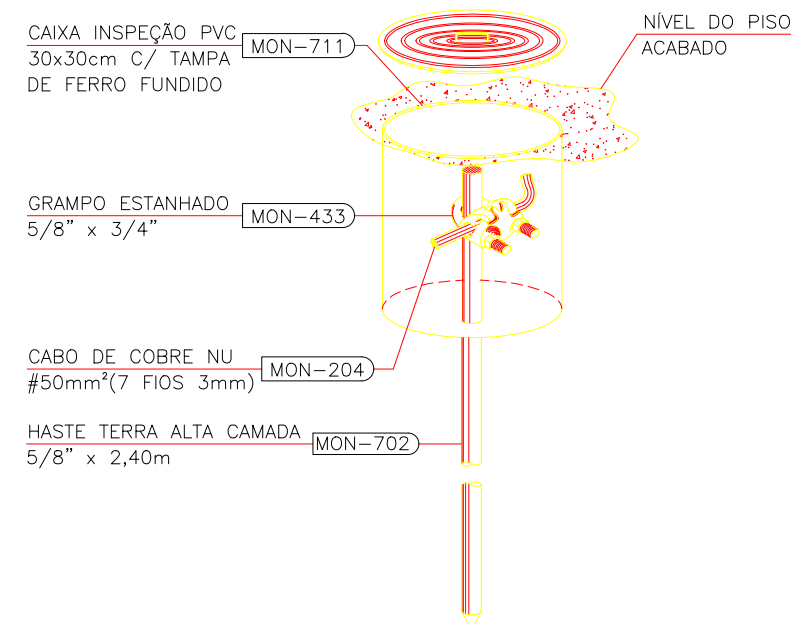 CAIXA INSPEÇÃO PVC
30x30cm C/ TAMPA
DE FERRO FUNDIDO
MON-711
NÍVEL DO PISO
ACABADO
GRAMPO ESTANHADO
5/8" x 3/4"
MON-433
CABO DE COBRE NU
#50mm²(7 FIOS 3mm)
MON-204
HASTE TERRA ALTA CAMADA
5/8" x 2,40m
MON-702